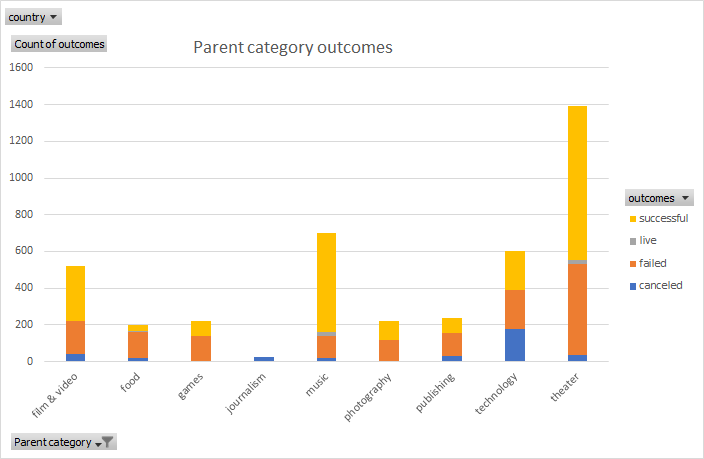 country
Count of outcomes
Parent category outcomes
1600
1400
1200
1000
800
600
400
200
0
film & video
food
games
journalism
music
photography
publishing
technology
theater
outcomes
successful
live
failed
canceled
Parent category